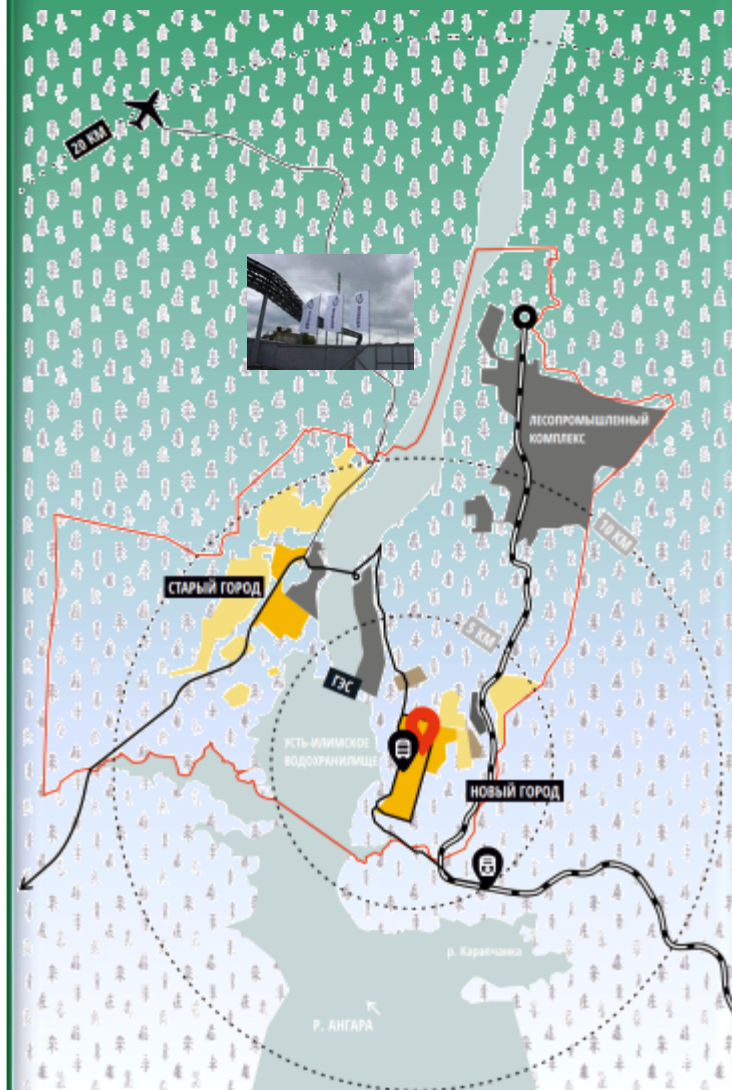 20 КМ
ЛЕСОПРОМЫШЛЕННЫЙ
КОМПЛЕКС
10 КМ
СТАРЫЙ ГОРОД
5 КМ
ГЭС
УСТЬ-ИЛИМСКОЕ
ВОДОХРАНИЛИЩЕ
НОВЫЙ ГОРОД
р. Карапчанка
Р. АНГАРА